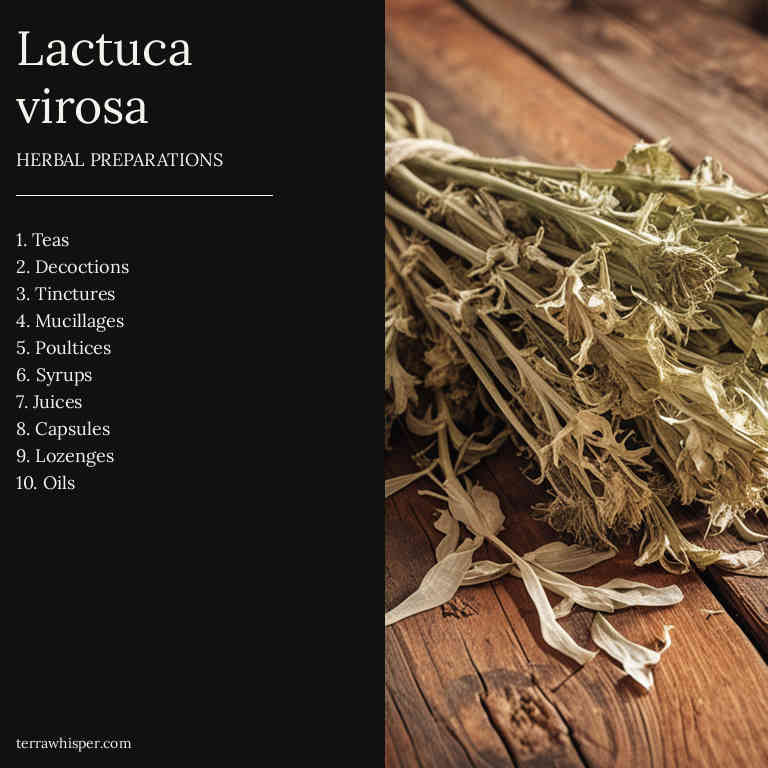 Lactuca
virosa
HERBAL PREPARATIONS
1. Teas
2. Decoctions
3. Tinctures
4. Mucillages
5. Poultices
6. Syrups
7. Juices
8. Capsules
9. Lozenges
10. Oils
terrawhisper.com